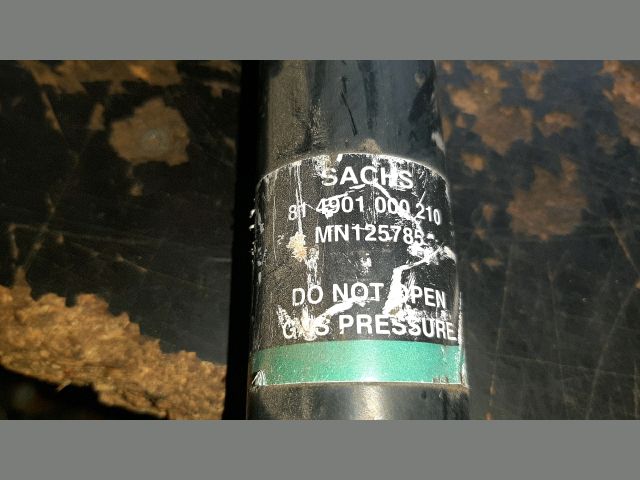 SACHS
81 4901 000 210
MN125785
DO NOT OPEN
GAS PRESSURE